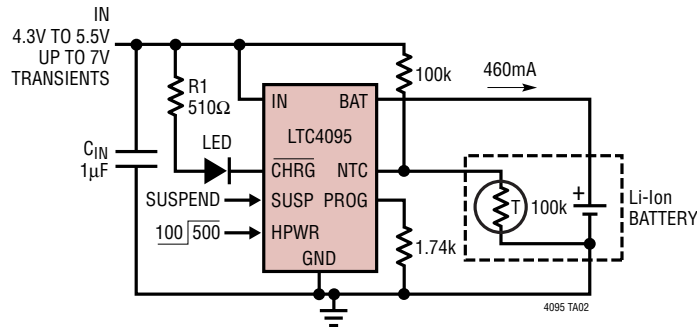 IN
4.3V TO 5.5V
UP TO 7V
TRANSIENTS
R1
510Ω
100k
460mA
IN
BAT
LTC4095
LED
CIN
1μF
CHRG
NTC
SUSPEND
SUSP
PROG
T
100k
+
Li-Ion
BATTERY
100 500
HPWR
1.74k
GND
4095 TA02